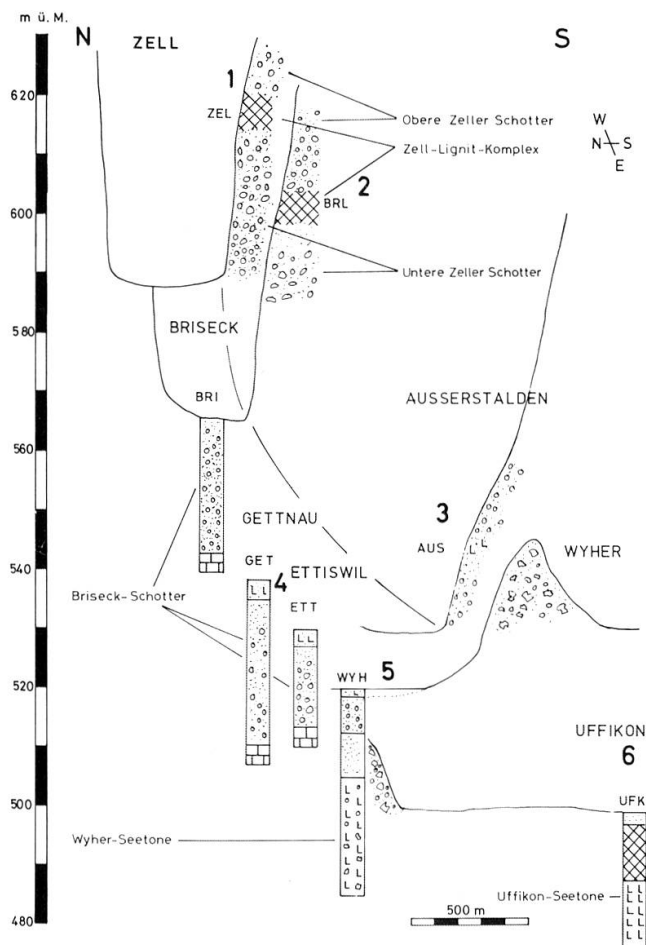 m ü. M.
N
ZELL
S
1
620
ZEL
Obere Zeller Schotter
W
N S
E
Zell-Lignit-Komplex
2
BRL
600
Untere Zeller Schotter
580
BRISECK
BRI
AUSSERSTALDEN
560
3
GETTNAU
AUS
WYHER
GET
4
ETTISWIL
540
Briseck-Schotter
ETT
WYH
5
520
UFFIKON
6
500
UFK
Wyher-Seetone
Uffikon-Seetone
500 m
480